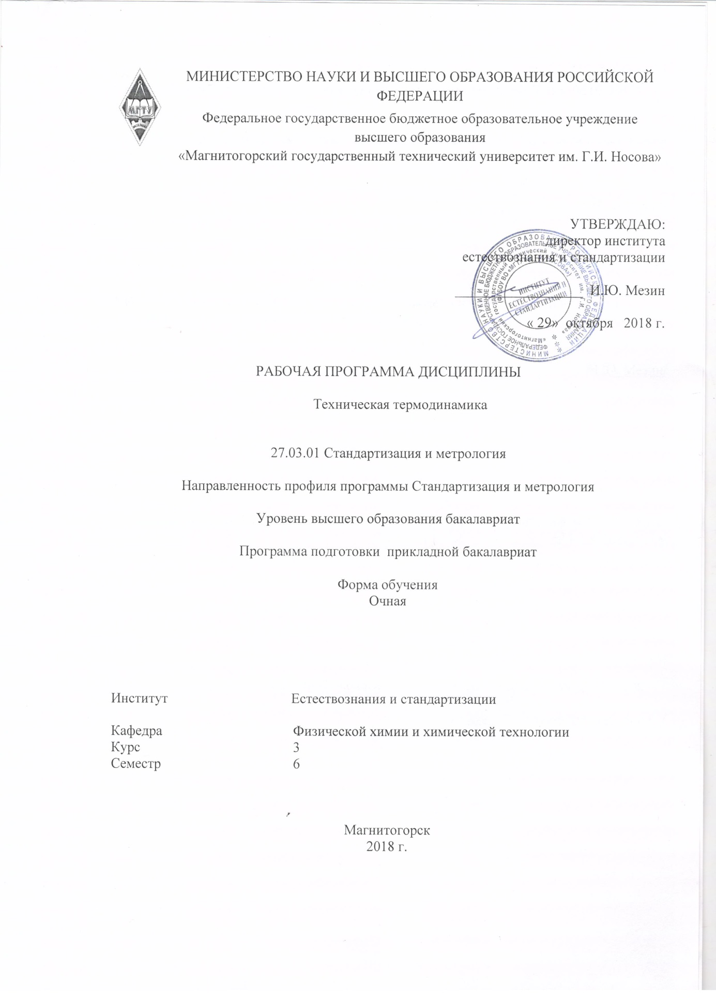 МИНИСТЕРСТВО НАУКИ И ВЫСШЕГО ОБРАЗОВАНИЯ РОССИЙСКОЙ
ФЕДЕРАЦИИ
Федеральное государственное бюджетное образовательное учреждение
высшего образования
«Магнитогорский государственный технический университет им. Г.И. Носова»
МГТУ
УТВЕРЖДАЮ:
директор института
естествознания и стандартизации
И.Ю. Мезин
« 29» октября 2018 г.
ИНСТИТУТ
ЕСТЕСТВОЗНАНИЯ И
СТАНДАРТИЗАЦИИ
РАБОЧАЯ ПРОГРАММА ДИСЦИПЛИНЫ
Техническая термодинамика
27.03.01 Стандартизация и метрология
Направленность профиля программы Стандартизация и метрология
Уровень высшего образования бакалавриат
Программа подготовки прикладной бакалавриат
Форма обучения
Очная
Институт Естествознания и стандартизации
Кафедра Физической химии и химической технологии
Курс 3
Семестр 6
Магнитогорск
2018 г.